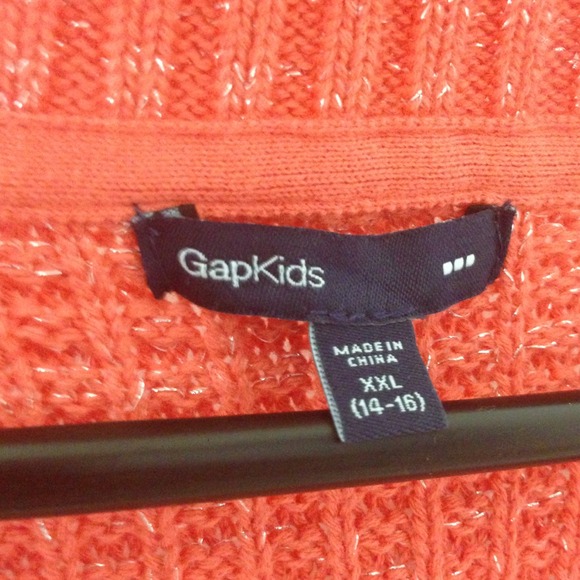 GapKids
MADE IN
CHINA
XXL
(14-16)